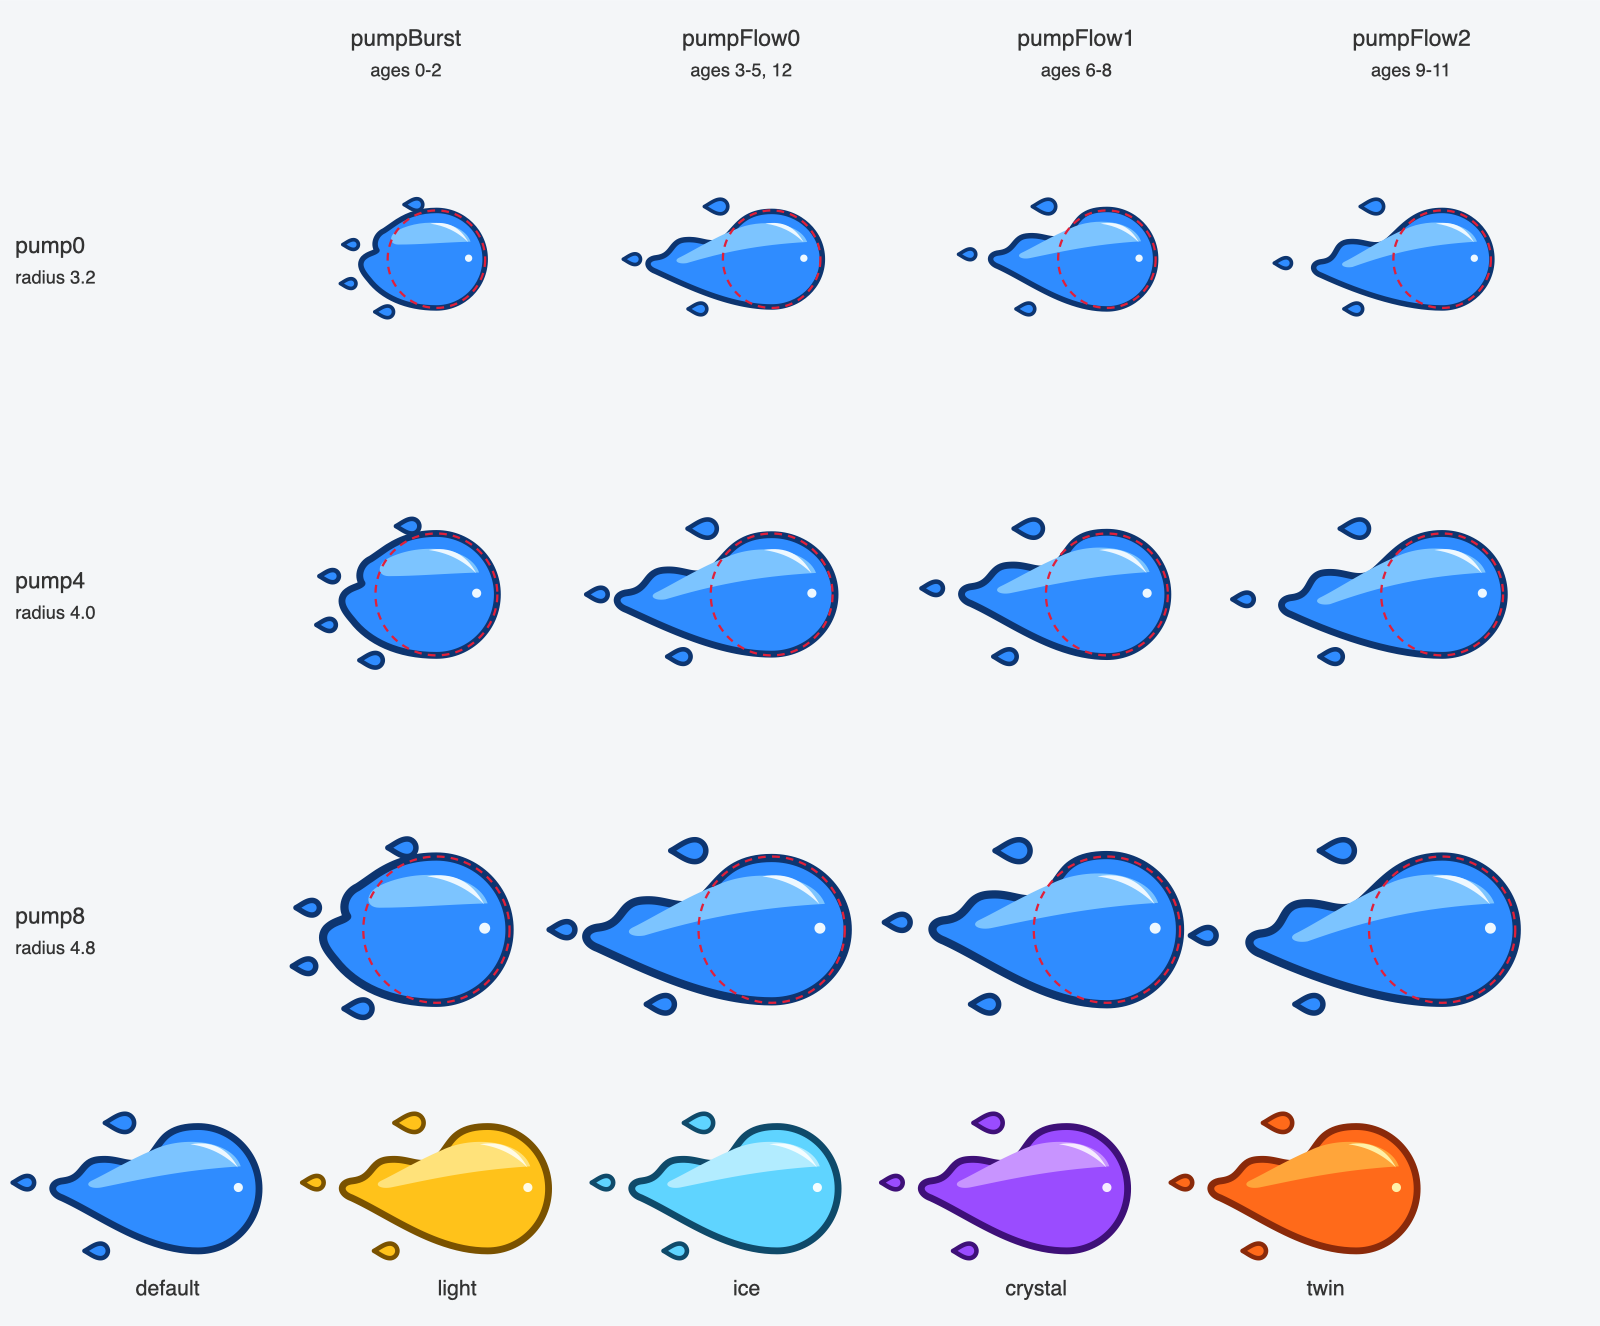 pumpBurst
ages 0-2
pumpFlow0
ages 3-5, 12
pumpFlow1
ages 6-8
pumpFlow2
ages 9-11
pump0
radius 3.2
pump4
radius 4.0
pump8
radius 4.8
default
light
ice
crystal
twin